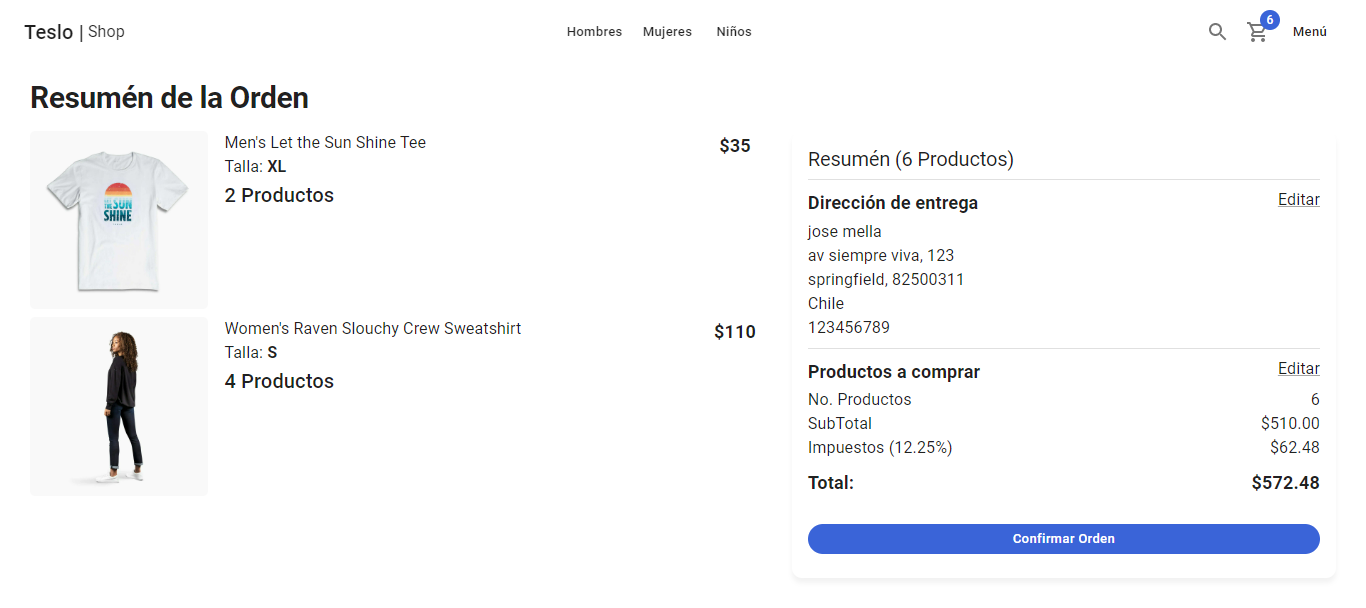 Teslo | Shop
Hombres Mujeres Niños
6
Menú
Resumén de la Orden
THE SUN
SHINE
Men's Let the Sun Shine Tee
Talla: XL
2 Productos
$35
Women's Raven Slouchy Crew Sweatshirt
Talla: S
4 Productos
$110
Resumén (6 Productos)
Dirección de entrega
Editar
jose mella
av siempre viva, 123
springfield, 82500311
Chile
123456789
Productos a comprar
Editar
No. Productos 6
SubTotal $510.00
Impuestos (12.25%) $62.48
Total: $572.48
Confirmar Orden